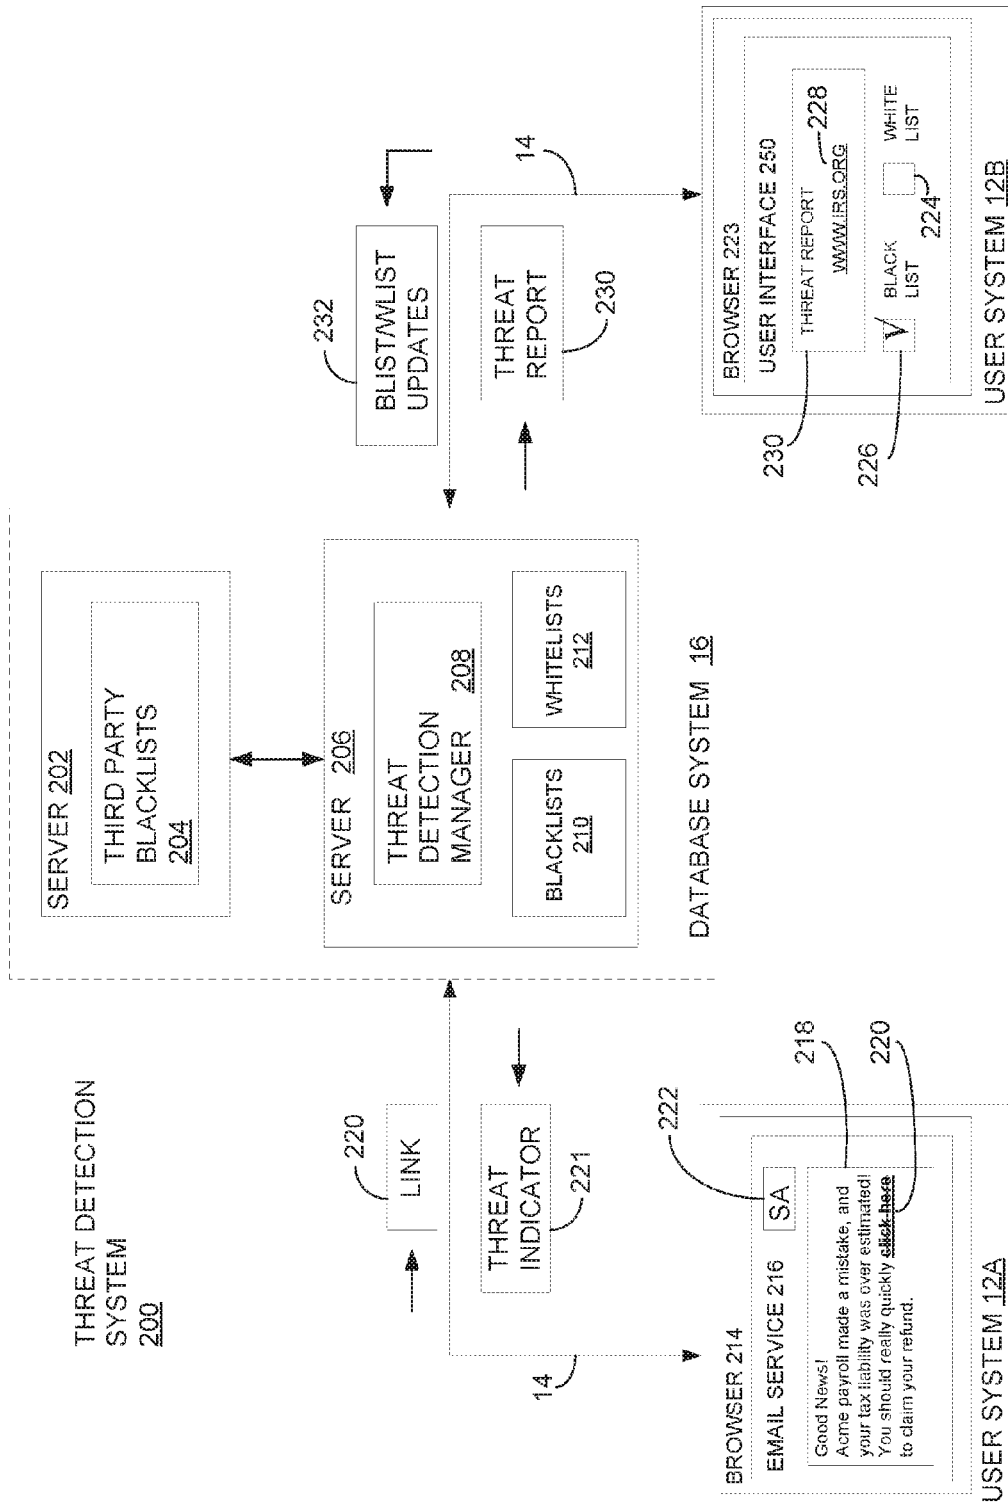 THREAT DETECTION
SYSTEM
200
SERVER 202
THIRD PARTY
BLACKLISTS
204
SERVER 206
THREAT
DETECTION
MANAGER 208
BLACKLISTS
210
WHITELISTS
212
DATABASE SYSTEM 16
220
LINK
THREAT
INDICATOR
221
14
232
BLIST/WLIST
UPDATES
THREAT
REPORT
230
14
BROWSER 214
EMAIL SERVICE 216
SA
222
Good News!
Acme payroll made a mistake, and
your tax liability was over estimated!
You should really quickly click here
to claim your refund.
218
220
USER SYSTEM 12A
BROWSER 223
USER INTERFACE 250
THREAT REPORT
WWW.IRS.ORG
228
230
V
BLACK
LIST
WHITE
LIST
226
224
USER SYSTEM 12B